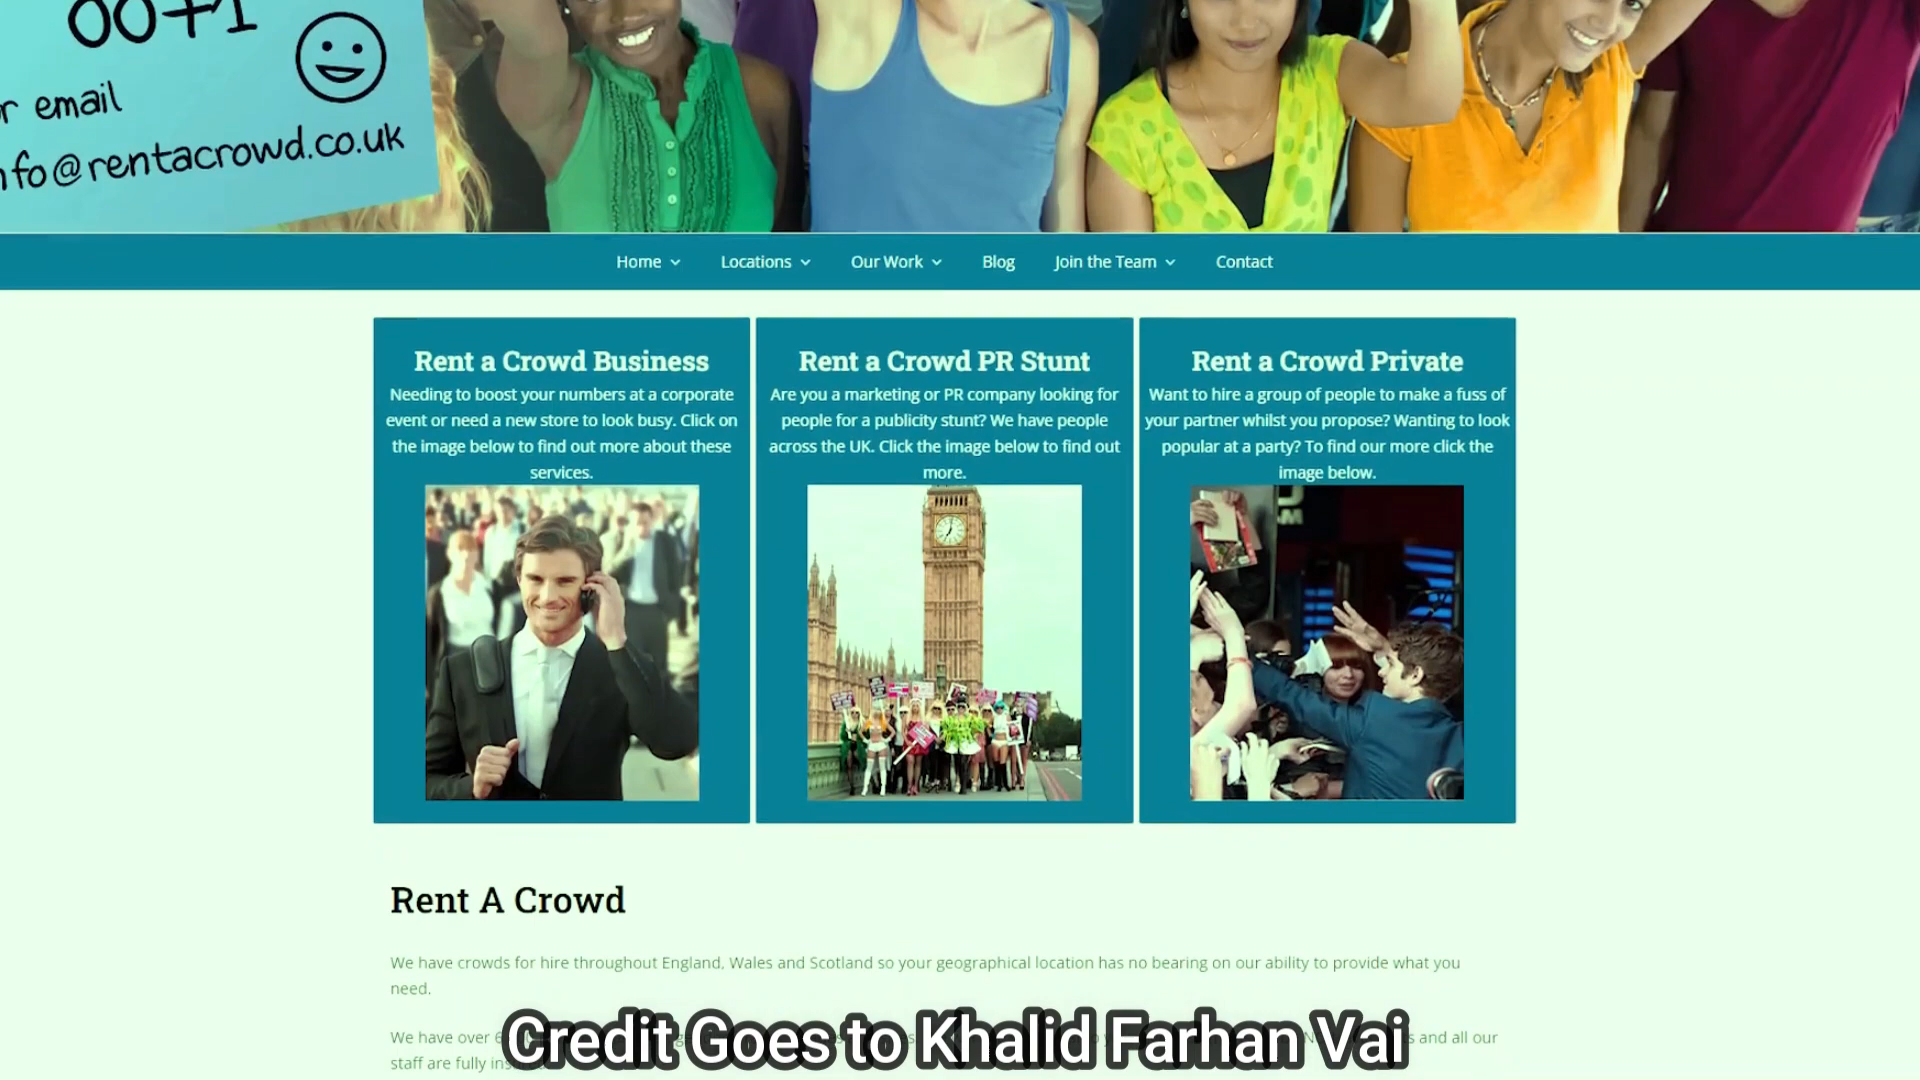 or email
info@rentacrowd.co.uk
Home
Locations
Our Work
Blog
Join the Team
Contact
Rent a Crowd Business
Needing to boost your numbers at a corporate
event or need a new store to look busy. Click on
the image below to find out more about these
services.
Rent a Crowd PR Stunt
Are you a marketing or PR company looking for
people for a publicity stunt? We have people
across the UK. Click the image below to find out
more.
Rent a Crowd Private
Want to hire a group of people to make a fuss of
your partner whilst you propose? Wanting to look
popular at a party? To find our more click the
image below.
Rent A Crowd
We have crowds for hire throughout England, Wales and Scotland so your geographical location has no bearing on our ability to provide what you
need.
We have over and all our
staff are fully
Credit Goes to Khalid Farhan Vai